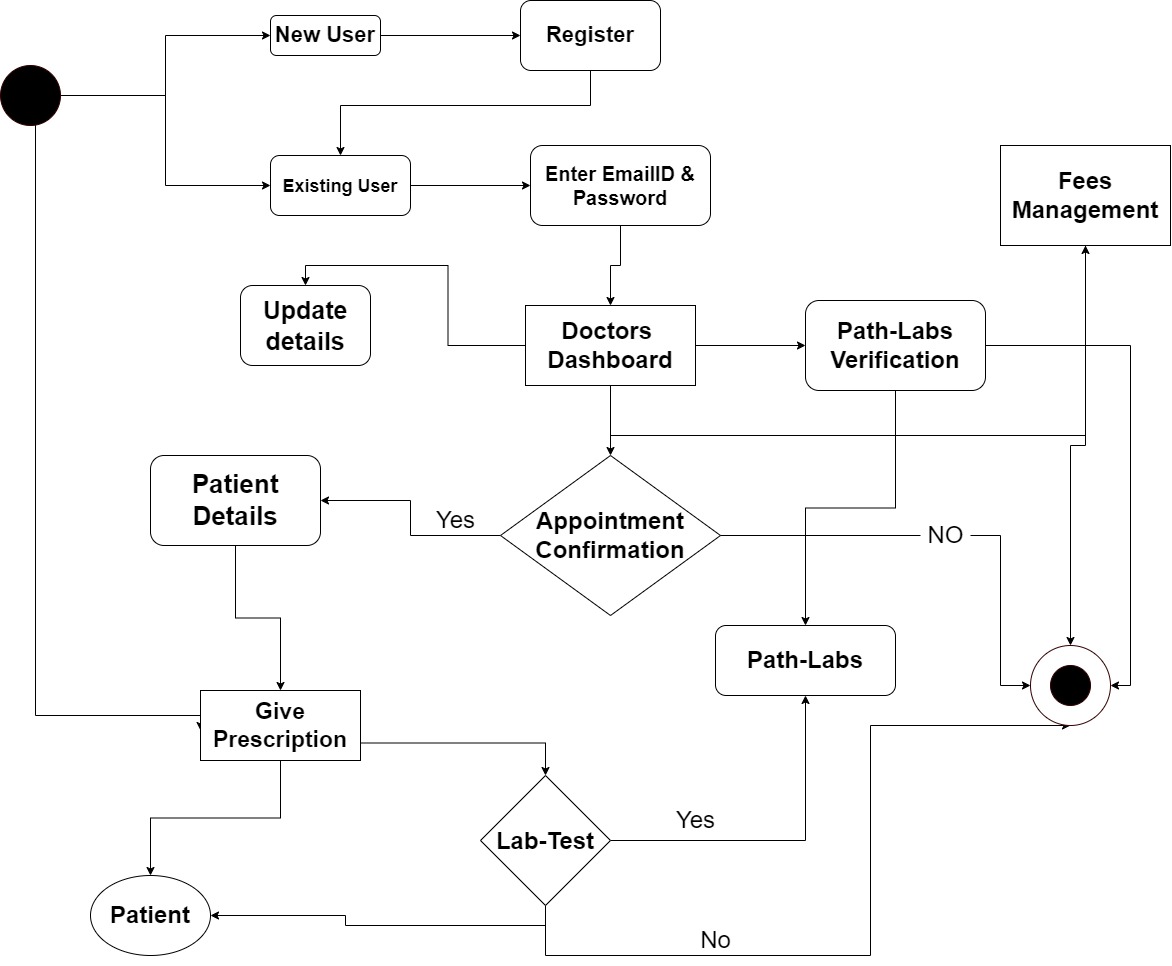 New User
Register
Existing User
Enter EmailID &
Password
Fees
Management
Update
details
Doctors
Dashboard
Path-Labs
Verification
Patient
Details
Yes
Appointment
Confirmation
NO
Path-Labs
Give
Prescription
Yes
Lab-Test
Patient
No